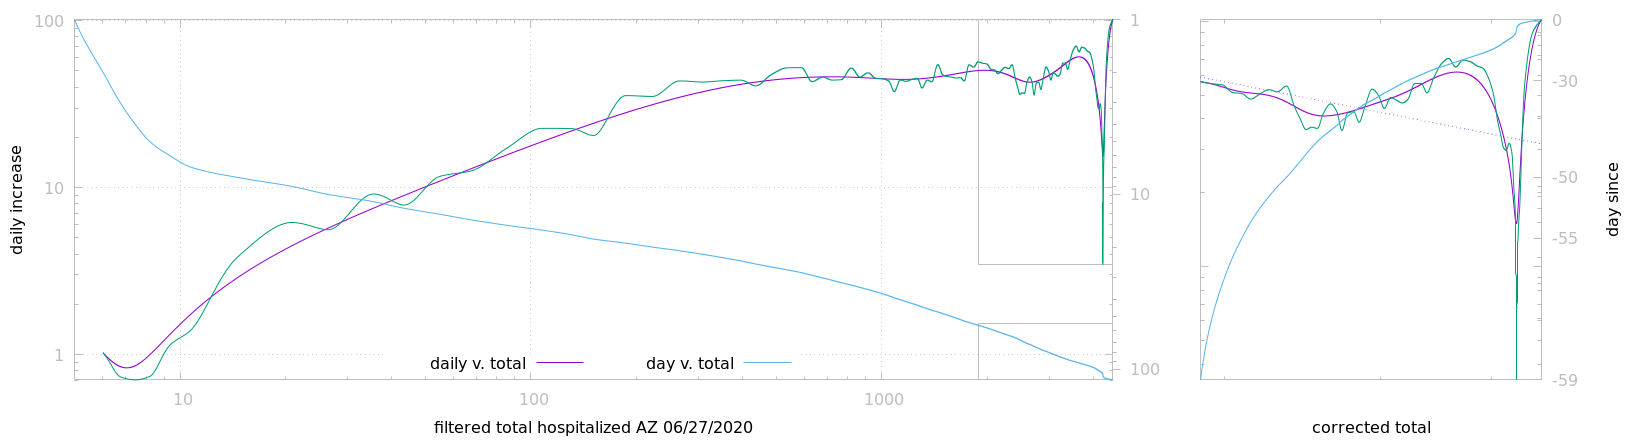 100
10
1
daily increase
10
100
1000
filtered total hospitalized AZ 06/27/2020
daily v. total
day v. total
1
10
100
0
-30
-50
-55
-59
day since
corrected total